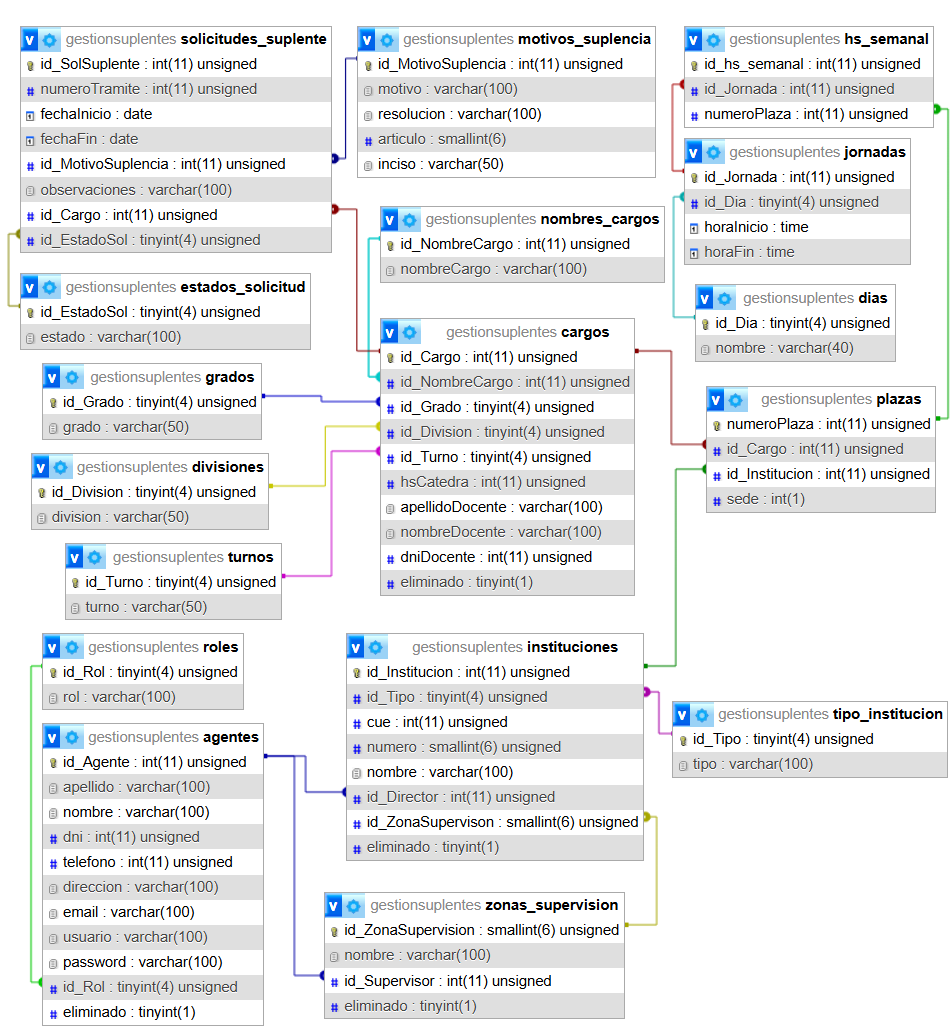 gestionsuplentes solicitudes_suplente
id_SolSuplente : int(11) unsigned
numeroTramite : int(11) unsigned
fechaInicio : date
fechaFin : date
id_MotivoSuplencia : int(11) unsigned
observaciones : varchar(100)
id_Cargo : int(11) unsigned
id_EstadoSol : tinyint(4) unsigned
gestionsuplentes motivos_suplencia
id_MotivoSuplencia : int(11) unsigned
motivo : varchar(100)
resolucion : varchar(100)
articulo : smallint(6)
inciso : varchar(50)
gestionsuplentes hs_semanal
id_hs_semanal : int(11) unsigned
id_Jornada : int(11) unsigned
numeroPlaza : int(11) unsigned
gestionsuplentes jornadas
id_Jornada : int(11) unsigned
id_Dia : tinyint(4) unsigned
horaInicio : time
horaFin : time
gestionsuplentes nombres_cargos
id_NombreCargo : int(11) unsigned
nombreCargo : varchar(100)
gestionsuplentes estados_solicitud
id_EstadoSol : tinyint(4) unsigned
estado : varchar(100)
gestionsuplentes dias
id_Dia : tinyint(4) unsigned
nombre : varchar(40)
gestionsuplentes cargos
id_Cargo : int(11) unsigned
id_NombreCargo : int(11) unsigned
id_Grado : tinyint(4) unsigned
id_Division : tinyint(4) unsigned
id_Turno : tinyint(4) unsigned
hsCatedra : int(11) unsigned
apellidoDocente : varchar(100)
nombreDocente : varchar(100)
dniDocente : int(11) unsigned
eliminado : tinyint(1)
gestionsuplentes grados
id_Grado : tinyint(4) unsigned
grado : varchar(50)
gestionsuplentes plazas
numeroPlaza : int(11) unsigned
id_Cargo : int(11) unsigned
id_Institucion : int(11) unsigned
sede : int(1)
gestionsuplentes divisiones
id_Division : tinyint(4) unsigned
division : varchar(50)
gestionsuplentes turnos
id_Turno : tinyint(4) unsigned
turno : varchar(50)
gestionsuplentes roles
id_Rol : tinyint(4) unsigned
rol : varchar(100)
gestionsuplentes instituciones
id_Institucion : int(11) unsigned
id_Tipo : tinyint(4) unsigned
cue : int(11) unsigned
numero : smallint(6) unsigned
nombre : varchar(100)
id_Director : int(11) unsigned
id_ZonaSupervison : smallint(6) unsigned
eliminado : tinyint(1)
gestionsuplentes tipo_institucion
id_Tipo : tinyint(4) unsigned
tipo : varchar(100)
gestionsuplentes agentes
id_Agente : int(11) unsigned
apellido : varchar(100)
nombre : varchar(100)
dni : int(11) unsigned
telefono : int(11) unsigned
direccion : varchar(100)
email : varchar(100)
usuario : varchar(100)
password : varchar(100)
id_Rol : tinyint(4) unsigned
eliminado : tinyint(1)
gestionsuplentes zonas_supervision
id_ZonaSupervision : smallint(6) unsigned
nombre : varchar(100)
id_Supervisor : int(11) unsigned
eliminado : tinyint(1)